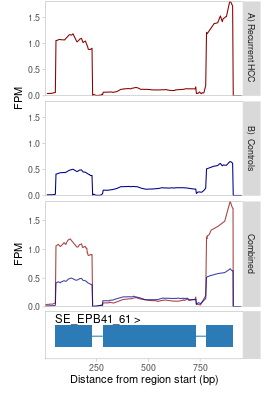 FPM
1.5
1.0
0.5
0.0
A) Recurrent HCC
1.5
1.0
0.5
0.0
B) Controls
1.5
1.0
0.5
0.0
Combined
SE_EPB41_61 >
250
500
750
Distance from region start (bp)
FPM